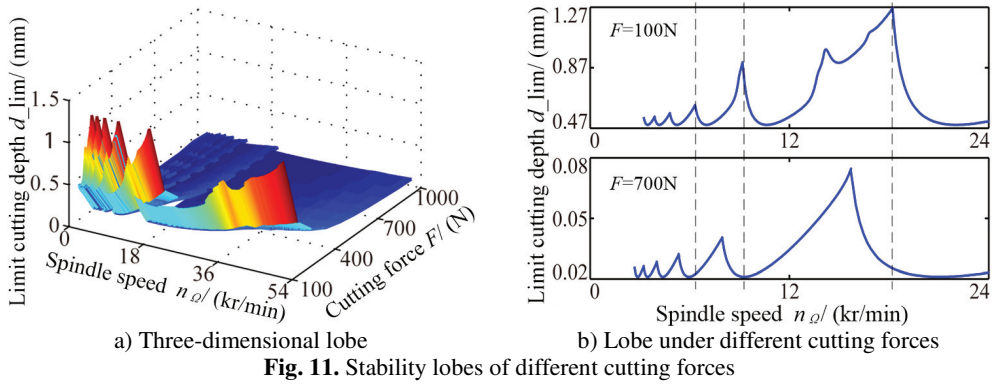 Limit cutting depth d_lim/ (mm)
1.5
1
0.5
0
0
18
36
54
Spindle speed n_Ω/ (kr/min)
100
400
700
1000
Cutting force F/ (N)
a) Three-dimensional lobe
Limit cutting depth d_lim/ (mm)
1.27
0.87
0.47
F=100N
0
12
24
0.08
0.05
0.02
F=700N
0
12
24
Spindle speed n_Ω/ (kr/min)
b) Lobe under different cutting forces
Fig. 11. Stability lobes of different cutting forces